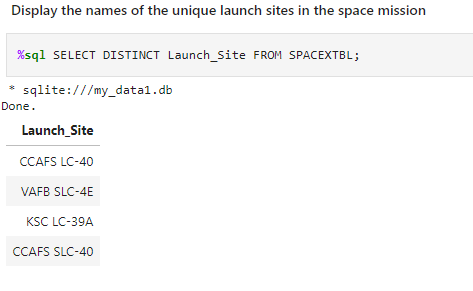 Display the names of the unique launch sites in the space mission
%sql SELECT DISTINCT Launch_Site FROM SPACEXTBL;
* sqlite:///my_data1.db
Done.
Launch_Site
CCAFS LC-40
VAFB SLC-4E
KSC LC-39A
CCAFS SLC-40